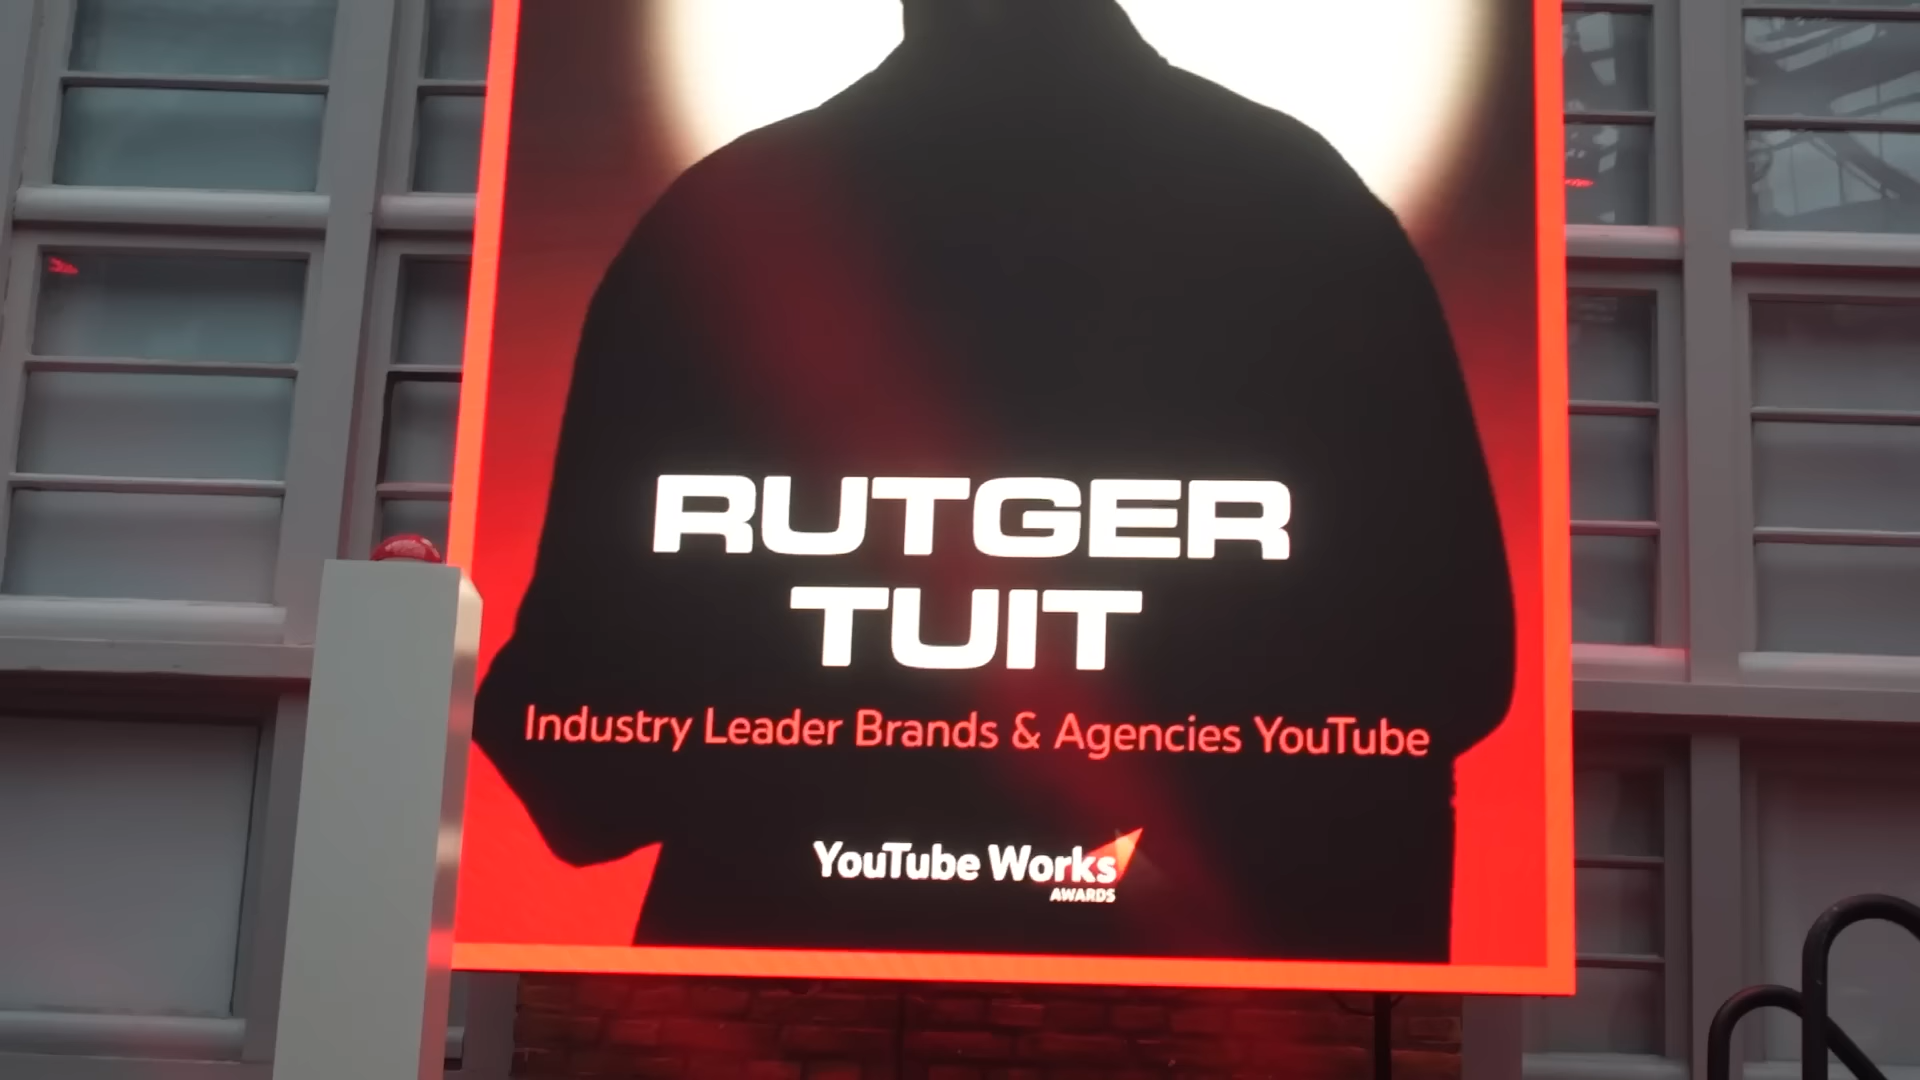 RUTGER
TUIT
Industry Leader Brands & Agencies YouTube
YouTube Works
AWARDS